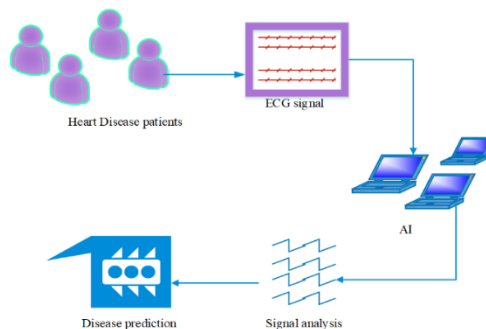 Heart Disease patients
ECG signal
AI
Disease prediction
Signal analysis